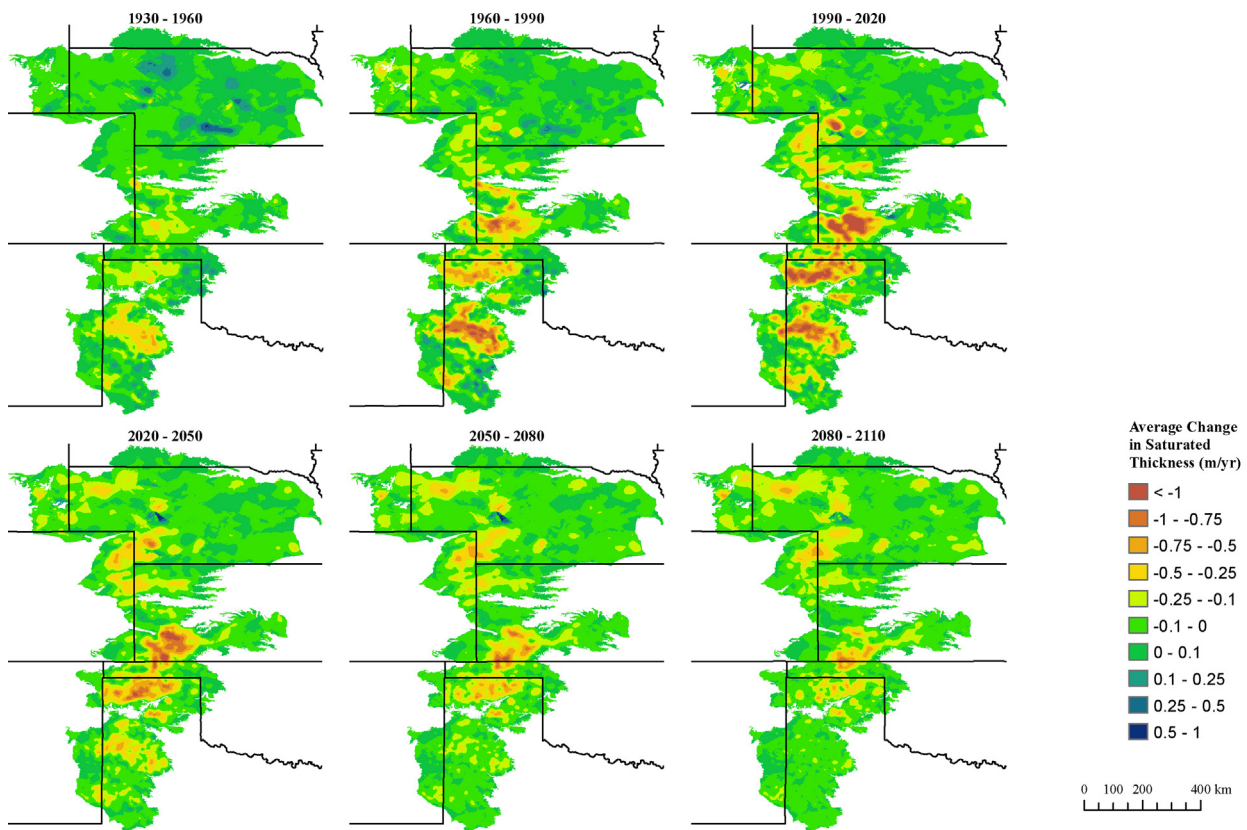 1930 - 1960
1960 - 1990
1990 - 2020
2020 - 2050
2050 - 2080
2080 - 2110
Average Change
in Saturated
Thickness (m/yr)
< -1
-1 - -0.75
-0.75 - -0.5
-0.5 - -0.25
-0.25 - -0.1
-0.1 - 0
0 - 0.1
0.1 - 0.25
0.25 - 0.5
0.5 - 1
0 100 200 400 km